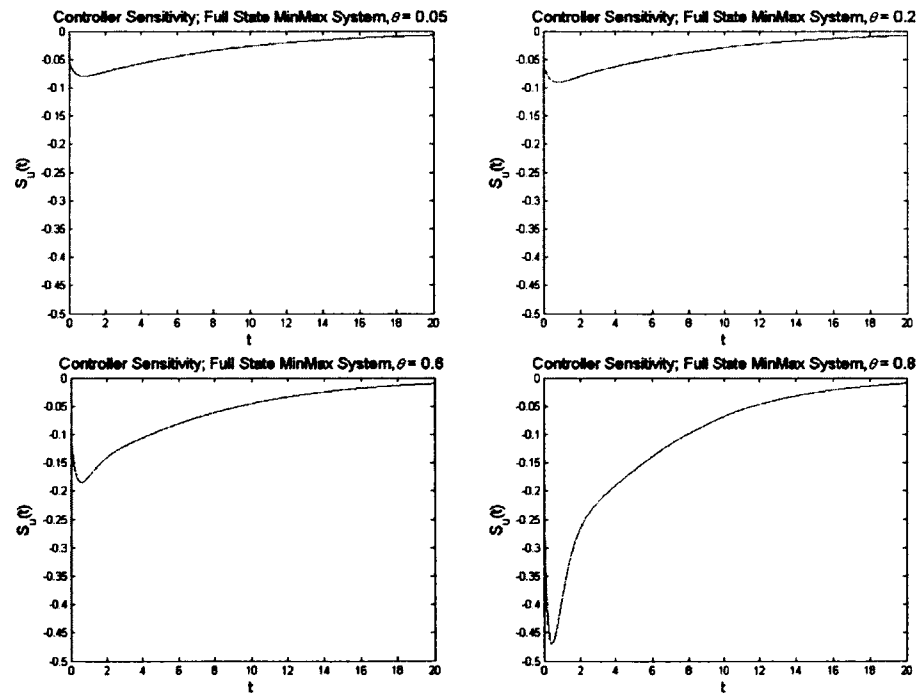 Controller Sensitivity; Full State MinMax System, θ = 0.05
0
-0.05
-0.1
-0.15
-0.2
-0.25
-0.3
-0.35
-0.4
-0.45
-0.5
S_u(t)
0 2 4 6 8 10 12 14 16 18 20
t
Controller Sensitivity; Full State MinMax System, θ = 0.2
0
-0.05
-0.1
-0.15
-0.2
-0.25
-0.3
-0.35
-0.4
-0.45
-0.5
S_u(t)
0 2 4 6 8 10 12 14 16 18 20
t
Controller Sensitivity; Full State MinMax System, θ = 0.6
0
-0.05
-0.1
-0.15
-0.2
-0.25
-0.3
-0.35
-0.4
-0.45
-0.5
S_u(t)
0 2 4 6 8 10 12 14 16 18 20
t
Controller Sensitivity; Full State MinMax System, θ = 0.8
0
-0.05
-0.1
-0.15
-0.2
-0.25
-0.3
-0.35
-0.4
-0.45
-0.5
S_u(t)
0 2 4 6 8 10 12 14 16 18 20
t